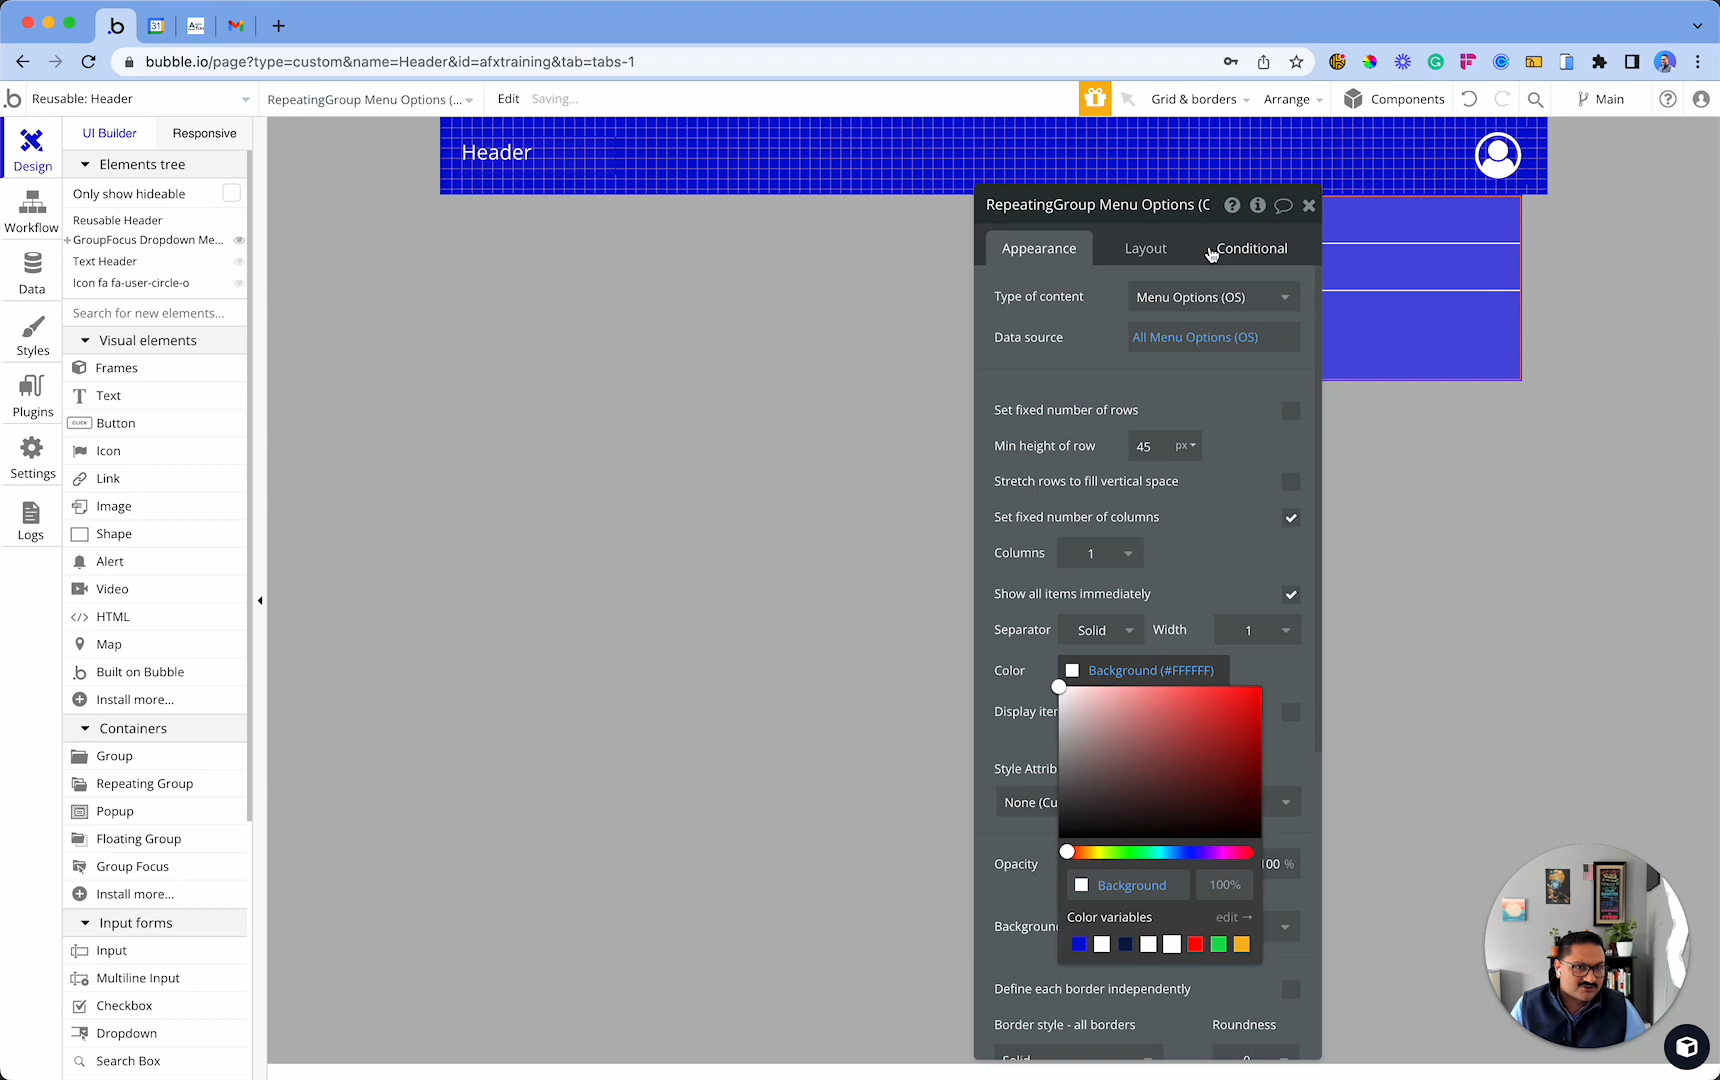 bubble.io/page?type=custom&name=Header&id=afxtraining&tab=tabs-1
Reusable: Header
RepeatingGroup Menu Options (...
Edit
Saving...
Grid & borders
Arrange
Components
Main
Design
Workflow
Data
Styles
Plugins
Settings
Logs
UI Builder
Responsive
Elements tree
Only show hideable
Reusable Header
GroupFocus Dropdown Me...
Text Header
Icon fa fa-user-circle-o
Search for new elements...
Visual elements
Frames
Text
CLICK Button
Icon
Link
Image
Shape
Alert
Video
</> HTML
Map
Built on Bubble
Install more...
Containers
Group
Repeating Group
Popup
Floating Group
Group Focus
Install more...
Input forms
Input
Multiline Input
Checkbox
Dropdown
Search Box
Header
RepeatingGroup Menu Options (C
Appearance
Layout
Conditional
Type of content
Menu Options (OS)
Data source
All Menu Options (OS)
Set fixed number of rows
Min height of row
45
px
Stretch rows to fill vertical space
Set fixed number of columns
Columns
1
Show all items immediately
Separator
Solid
Width
1
Color
Background (#FFFFFF)
Display iter
Style Attrib
None (Cu
Opacity
100 %
Background
100%
Color variables
edit →
Backgroun
Define each border independently
Border style - all borders
Roundness
Solid
0